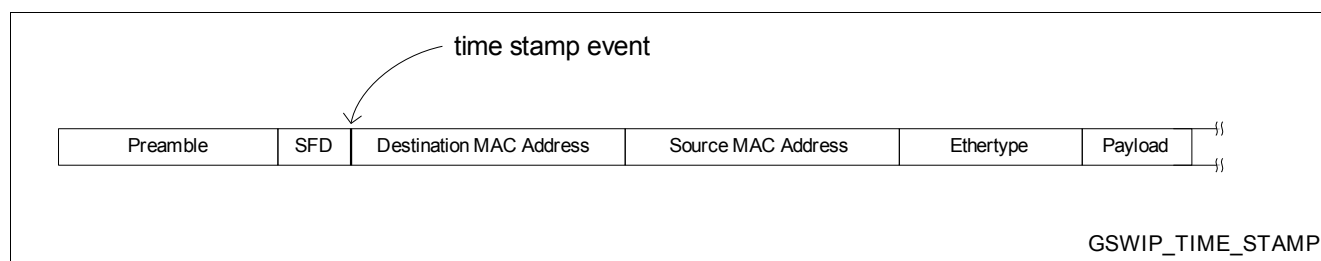 time stamp event
Preamble SFD Destination MAC Address Source MAC Address Ethertype Payload
GSWIP_TIME_STAMP